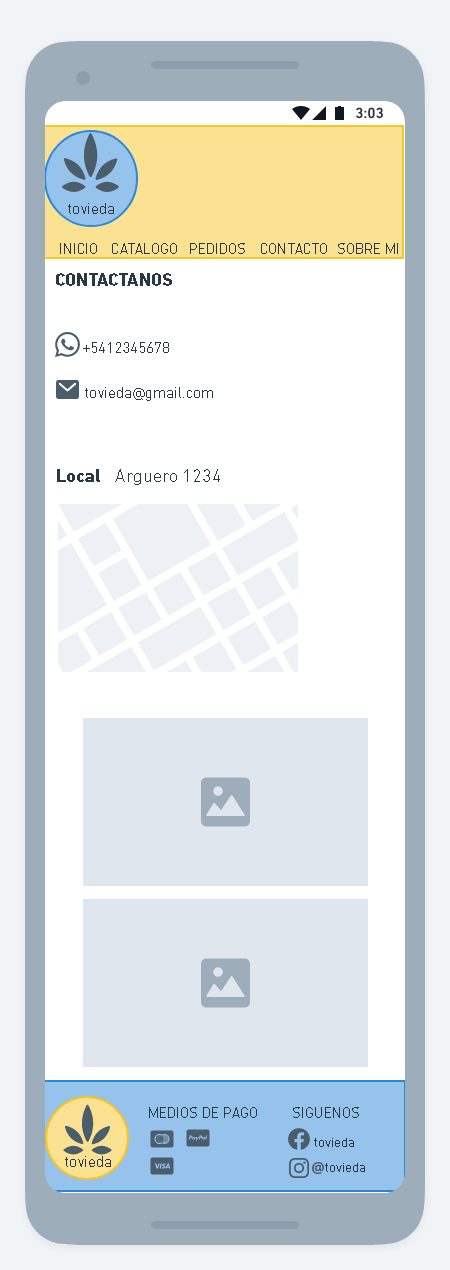 3:03
tovieda
INICIO CATALOGO PEDIDOS CONTACTO SOBRE MI
CONTACTANOS
+5412345678
tovieda@gmail.com
Local Arguero 1234
MEDIOS DE PAGO SIGUENOS
PayPal tovieda
tovieda
VISA @tovieda